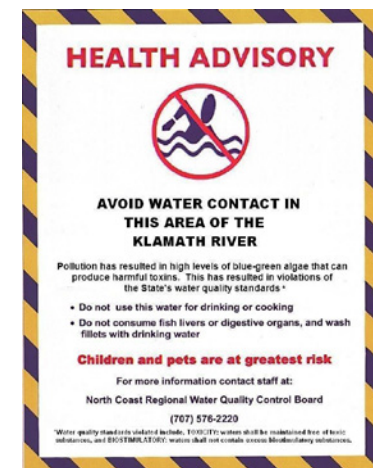 HEALTH ADVISORY
AVOID WATER CONTACT IN
THIS AREA OF THE
KLAMATH RIVER
Pollution has resulted in high levels of blue-green algae that can
produce harmful toxins. This has resulted in violations of
the State's water quality standards *
• Do not use this water for drinking or cooking
• Do not consume fish livers or digestive organs, and wash
fillets with drinking water
Children and pets are at greatest risk
For more information contact staff at:
North Coast Regional Water Quality Control Board
(707) 576-2220
*Water quality standards violated include, TOXICITY: waters shall be maintained free of toxic
substances, and BIOSTIMULATORY: waters shall not contain excess biostimulatory substances.